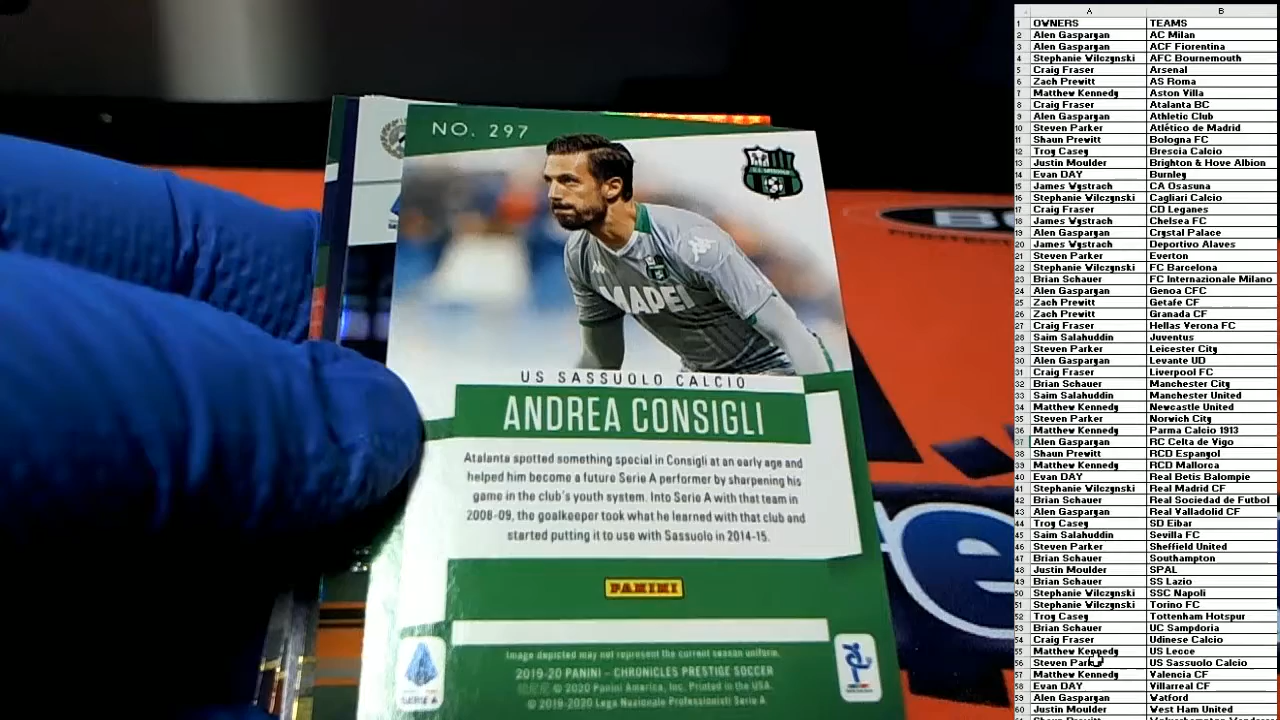 NO. 297
MAPEI
US SASSUOLO CALCIO
ANDREA CONSIGLI
Atalanta spotted something special in Consigli at an early age and
helped him become a future Serie A performer by sharpening his
game in the club's youth system. Into Serie A with that team in
2008-09, the goalkeeper took what he learned with that club and
started putting it to use with Sassuolo in 2014-15.
PANINI
Image depicted may not represent the current season uniform.
2019-20 PANINI - CHRONICLES PRESTIGE SOCCER
© 2020 Panini America, Inc. Printed in the USA.
© 2019-2020 Lega Nazionale Professionisti Serie A
SERIE A
A B
1 OWNERS TEAMS
2 Alen Gaspargan AC Milan
3 Alen Gaspargan ACF Fiorentina
4 Stephanie Wilczynski AFC Bournemouth
5 Craig Fraser Arsenal
6 Zach Prewitt AS Roma
7 Matthew Kennedy Aston Villa
8 Craig Fraser Atalanta BC
9 Alen Gaspargan Athletic Club
10 Steven Parker Atlético de Madrid
11 Shaun Prewitt Bologna FC
12 Troy Casey Brescia Calcio
13 Justin Moulder Brighton & Hove Albion
14 Evan DAY Burnley
15 James Wystrach CA Osasuna
16 Stephanie Wilczynski Cagliari Calcio
17 Craig Fraser CD Leganes
18 James Wystrach Chelsea FC
19 Alen Gaspargan Crystal Palace
20 James Wystrach Deportivo Alaves
21 Steven Parker Everton
22 Stephanie Wilczynski FC Barcelona
23 Brian Schauer FC Internazionale Milano
24 Alen Gaspargan Genoa CFC
25 Zach Prewitt Getafe CF
26 Zach Prewitt Granada CF
27 Craig Fraser Hellas Verona FC
28 Saim Salahuddin Juventus
29 Steven Parker Leicester City
30 Alen Gaspargan Levante UD
31 Craig Fraser Liverpool FC
32 Brian Schauer Manchester City
33 Saim Salahuddin Manchester United
34 Matthew Kennedy Newcastle United
35 Steven Parker Norwich City
36 Matthew Kennedy Parma Calcio 1913
37 Alen Gaspargan RC Celta de Vigo
38 Shaun Prewitt RCD Espanyol
39 Matthew Kennedy RCD Mallorca
40 Evan DAY Real Betis Balompie
41 Stephanie Wilczynski Real Madrid CF
42 Brian Schauer Real Sociedad de Futbol
43 Alen Gaspargan Real Valladolid CF
44 Troy Casey SD Eibar
45 Saim Salahuddin Sevilla FC
46 Steven Parker Sheffield United
47 Brian Schauer Southampton
48 Justin Moulder SPAL
49 Brian Schauer SS Lazio
50 Stephanie Wilczynski SSC Napoli
51 Stephanie Wilczynski Torino FC
52 Troy Casey Tottenham Hotspur
53 Brian Schauer UC Sampdoria
54 Craig Fraser Udinese Calcio
55 Matthew Kennedy US Lecce
56 Steven Parker US Sassuolo Calcio
57 Matthew Kennedy Valencia CF
58 Evan DAY Villarreal CF
59 Alen Gaspargan Watford
60 Justin Moulder West Ham United